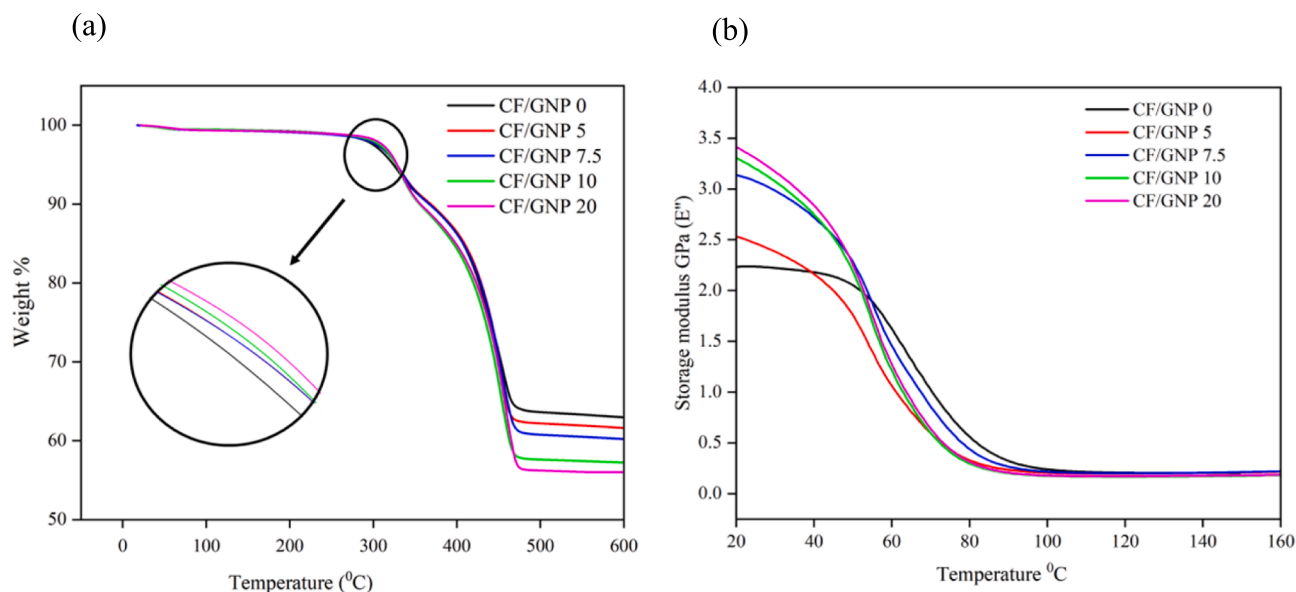 (a)
CF/GNP 0
CF/GNP 5
CF/GNP 7.5
CF/GNP 10
CF/GNP 20
100
90
80
70
60
50
Weight %
0 100 200 300 400 500 600
Temperature (⁰C)
(b)
CF/GNP 0
CF/GNP 5
CF/GNP 7.5
CF/GNP 10
CF/GNP 20
4.0
3.5
3.0
2.5
2.0
1.5
1.0
0.5
0.0
Storage modulus GPa (E")
20 40 60 80 100 120 140 160
Temperature ⁰C